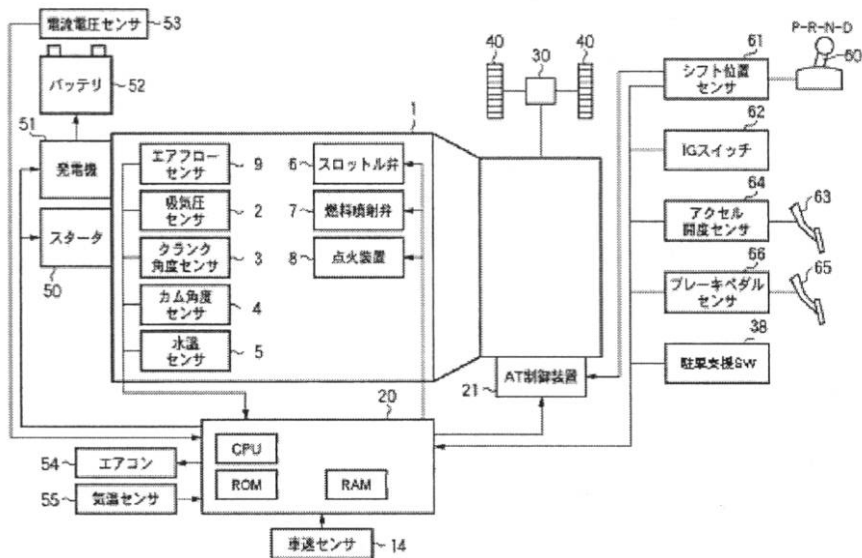 電流電圧センサ
53
P-R-N-D
バッテリ
52
40
40
30
61
シフト位置
センサ
60
51
1
62
発電機
エアフロー
センサ
9
6
スロットル弁
IGスイッチ
吸気圧
センサ
2
7
燃料噴射弁
64
アクセル
開度センサ
63
スタータ
50
クランク
角度センサ
3
8
点火装置
66
ブレーキペダル
センサ
65
カム角度
センサ
4
水温
センサ
5
38
駐車支援SW
20
21
AT制御装置
CPU
54
エアコン
ROM
RAM
55
気温センサ
車速センサ
14